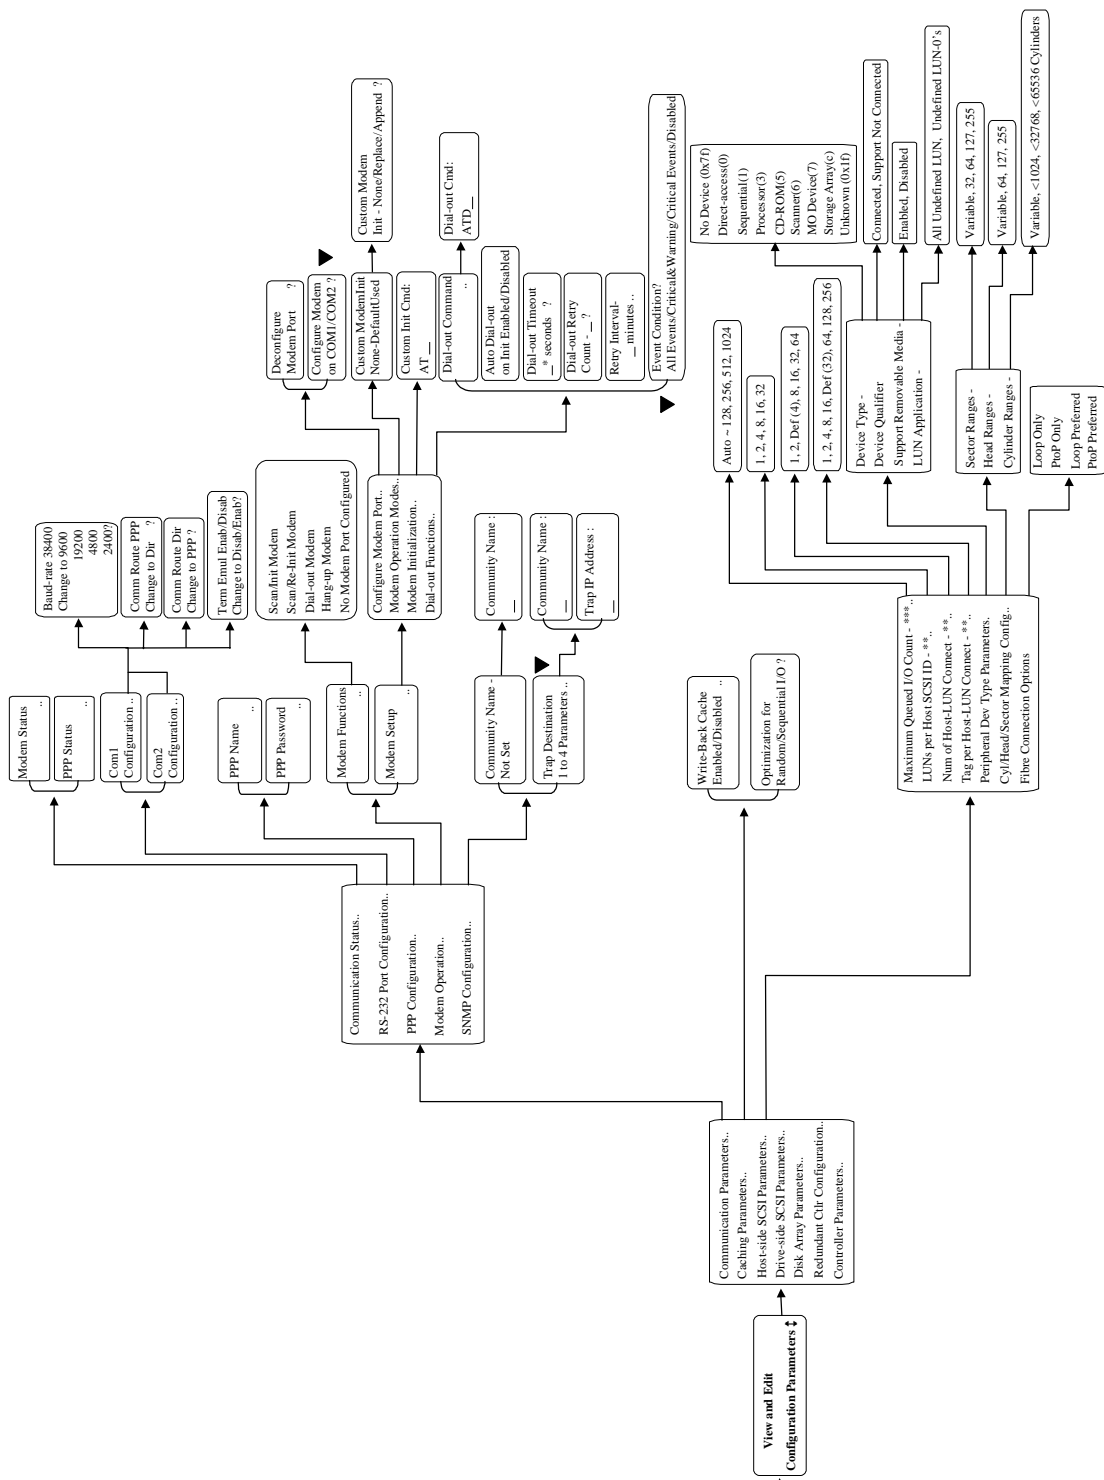 View and Edit
Configuration Parameters ↕
Communication Parameters..
Caching Parameters..
Host-side SCSI Parameters..
Drive-side SCSI Parameters..
Disk Array Parameters..
Redundant Ctlr Configuration..
Controller Parameters..
Communication Status..
RS-232 Port Configuration..
PPP Configuration..
Modem Operation..
SNMP Configuration..
Modem Status ..
PPP Status ..
Com1
Configuration ..
Com2
Configuration ..
Baud-rate 38400
Change to 9600
19200
4800
2400?
Comm Route PPP
Change to Dir ?
Comm Route Dir
Change to PPP ?
Term Emul Enab/Disab
Change to Disab/Enab?
PPP Name ..
PPP Password ..
Modem Functions ..
Modem Setup ..
Scan/Init Modem
Scan/Re-Init Modem
Dial-out Modem
Hang-up Modem
No Modem Port Configured
Configure Modem Port..
Modem Operation Modes..
Modem Initialization..
Dial-out Functions..
Deconfigure
Modem Port ?
Configure Modem
on COM1/COM2 ?
Custom ModemInit
None-DefaultUsed
Custom Modem
Init - None/Replace/Append ?
Custom Init Cmd:
AT __
Dial-out Command
..
Dial-out Cmd:
ATD__
Auto Dial-out
on Init Enabled/Disabled
Dial-out Timeout
__* seconds ?
Dial-out Retry
Count - __ ?
Retry Interval-
__ minutes ..
Event Condition?
All Events/Critical&Warning/Critical Events/Disabled
Community Name -
Not Set
Community Name :
__
Trap Destination
1 to 4 Parameters ..
Community Name :
__
Trap IP Address :
__
Write-Back Cache
Enabled/Disabled ..
Optimization for
Random/Sequential I/O ?
Maximum Queued I/O Count - ***..
LUNs per Host SCSI ID - **..
Num of Host-LUN Connect - **..
Tag per Host-LUN Connect - **..
Peripheral Dev Type Parameters.
Cyl/Head/Sector Mapping Config..
Fibre Connection Options
Auto ~ 128, 256, 512, 1024
1, 2, 4, 8, 16, 32
1, 2, Def (4), 8, 16, 32, 64
1, 2, 4, 8, 16, Def (32), 64, 128, 256
Device Type -
Device Qualifier
Support Removable Media -
LUN Application -
No Device (0x7f)
Direct-access(0)
Sequential(1)
Processor(3)
CD-ROM(5)
Scanner(6)
MO Device(7)
Storage Array(c)
Unknown (0x1f)
Connected, Support Not Connected
Enabled, Disabled
All Undefined LUN, Undefined LUN-0's
Sector Ranges -
Head Ranges -
Cylinder Ranges -
Variable, 32, 64, 127, 255
Variable, 64, 127, 255
Variable, <1024, <32768, <65536 Cylinders
Loop Only
PtoP Only
Loop Preferred
PtoP Preferred